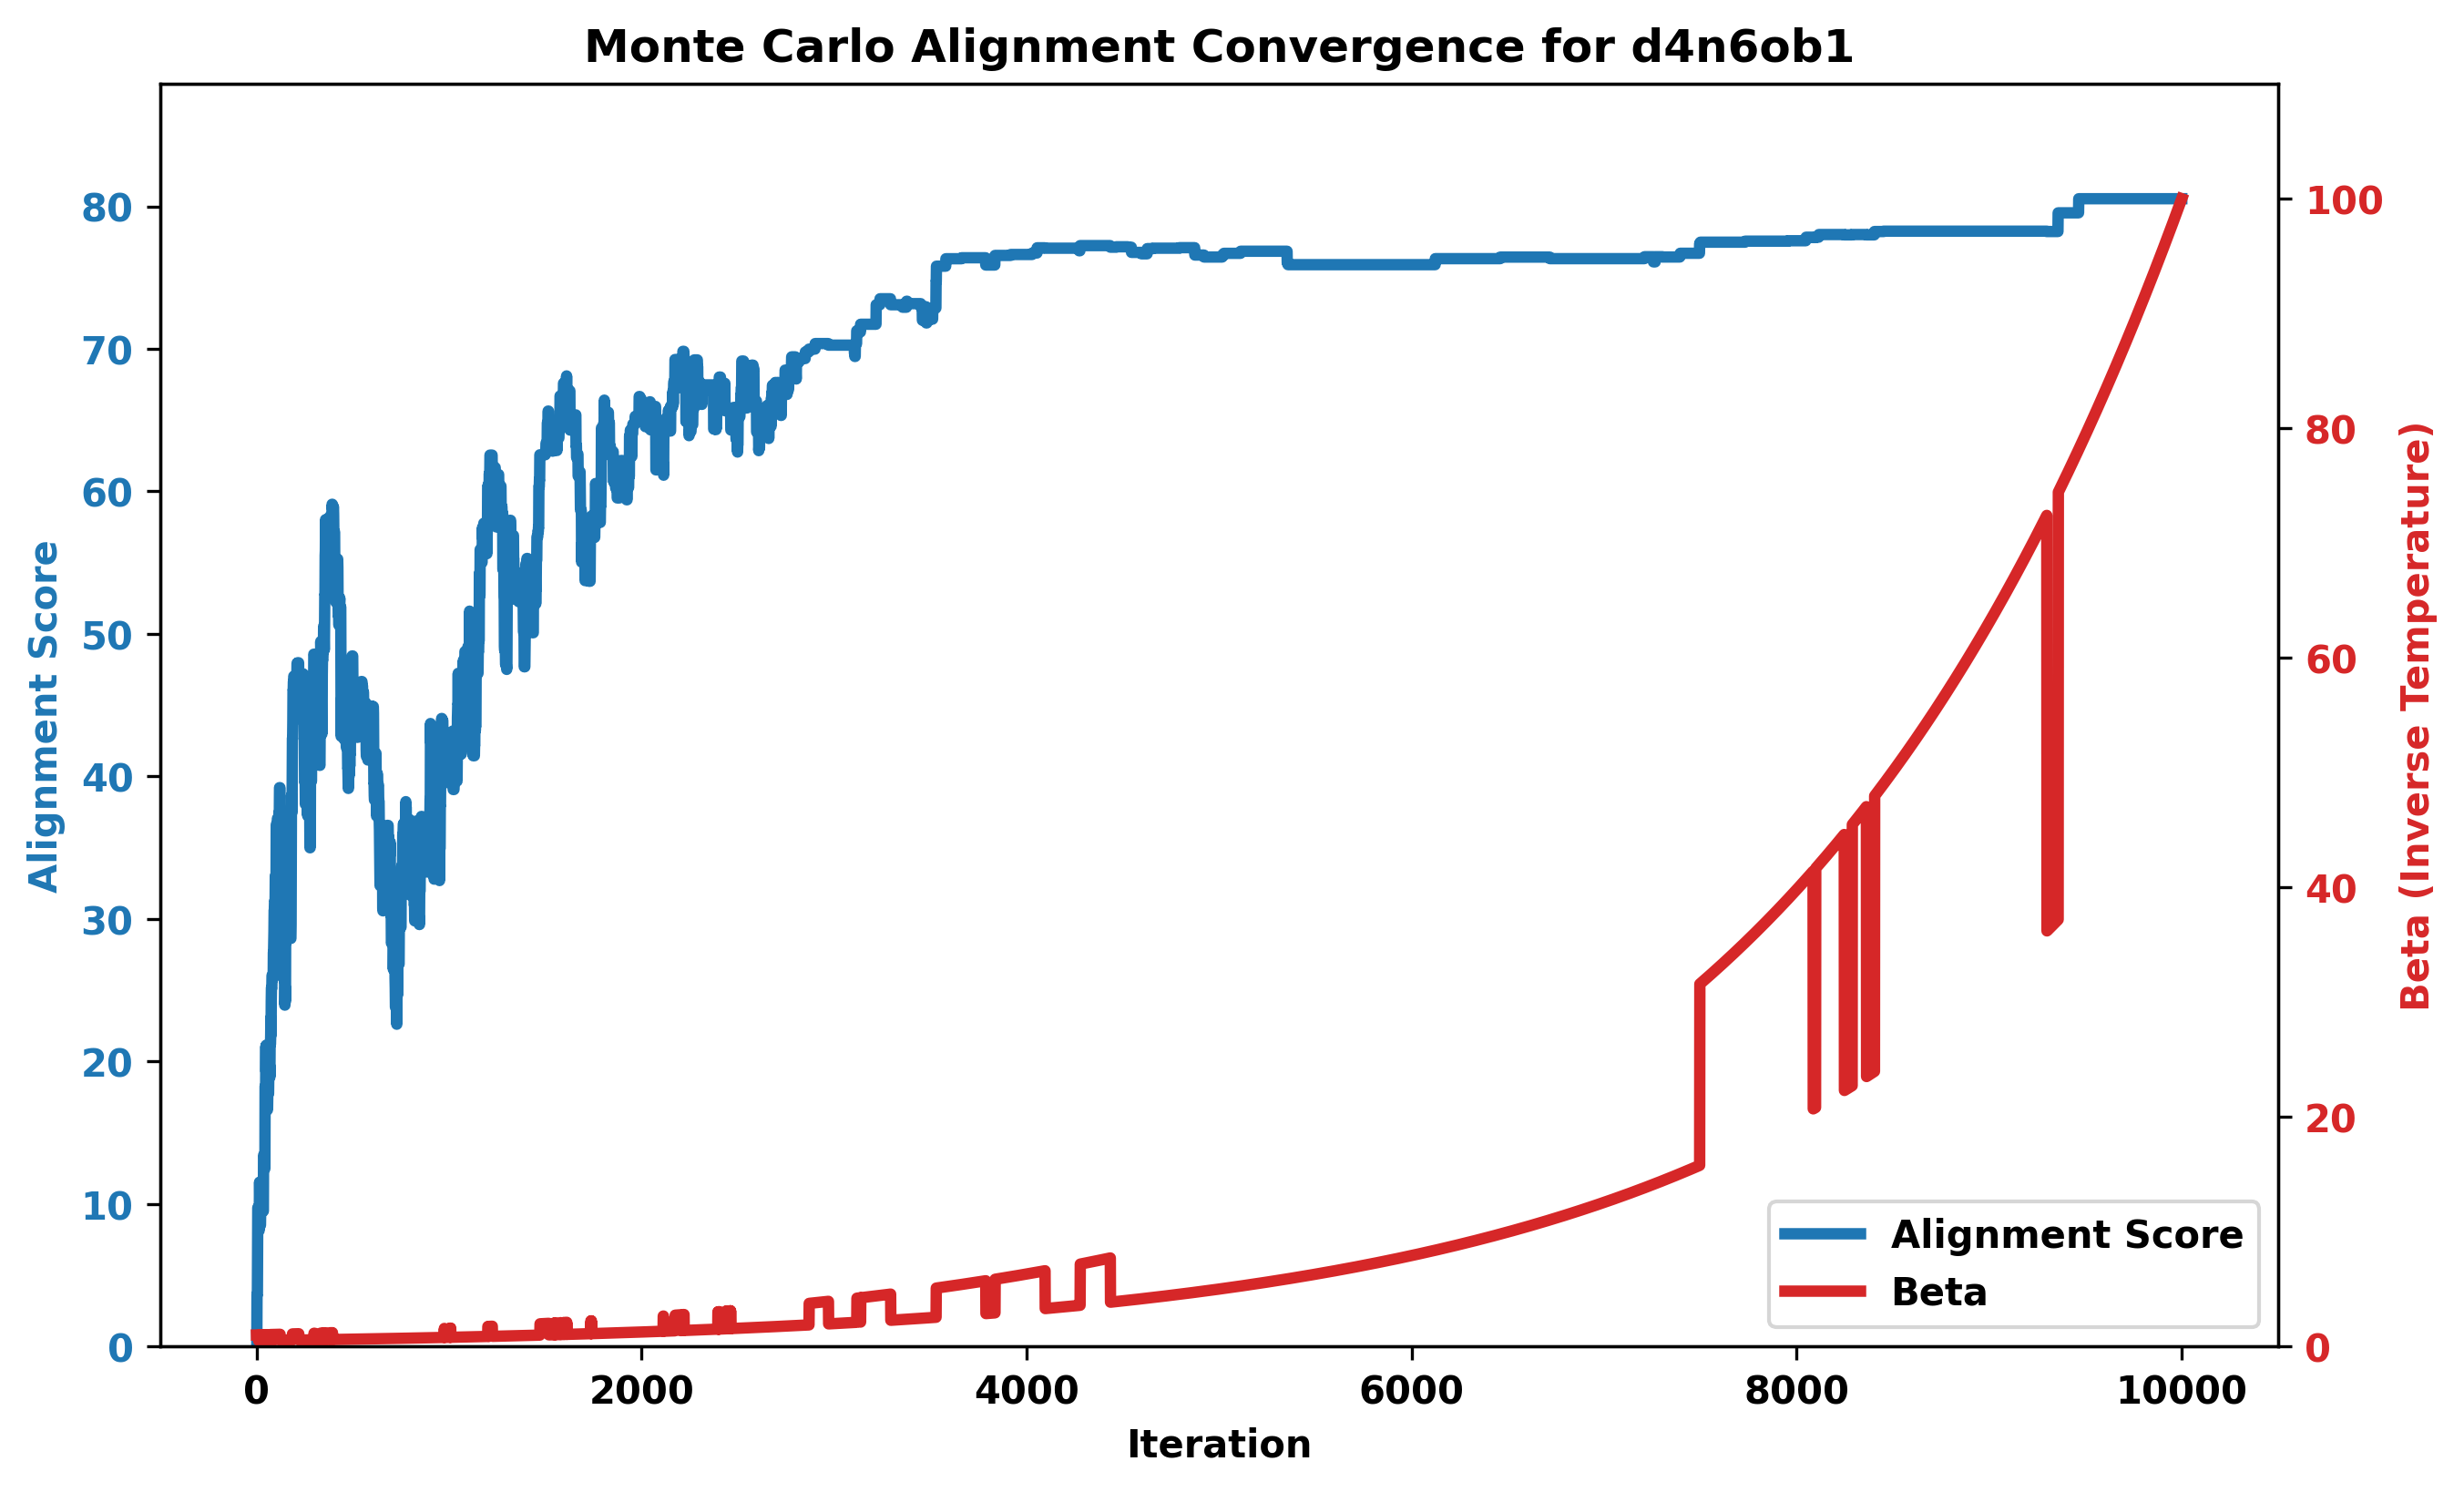 Monte Carlo Alignment Convergence for d4n6ob1
Alignment Score
80
70
60
50
40
30
20
10
0
100
80
60
40
20
0
Beta (Inverse Temperature)
Alignment Score
Beta
0 2000 4000 6000 8000 10000
Iteration